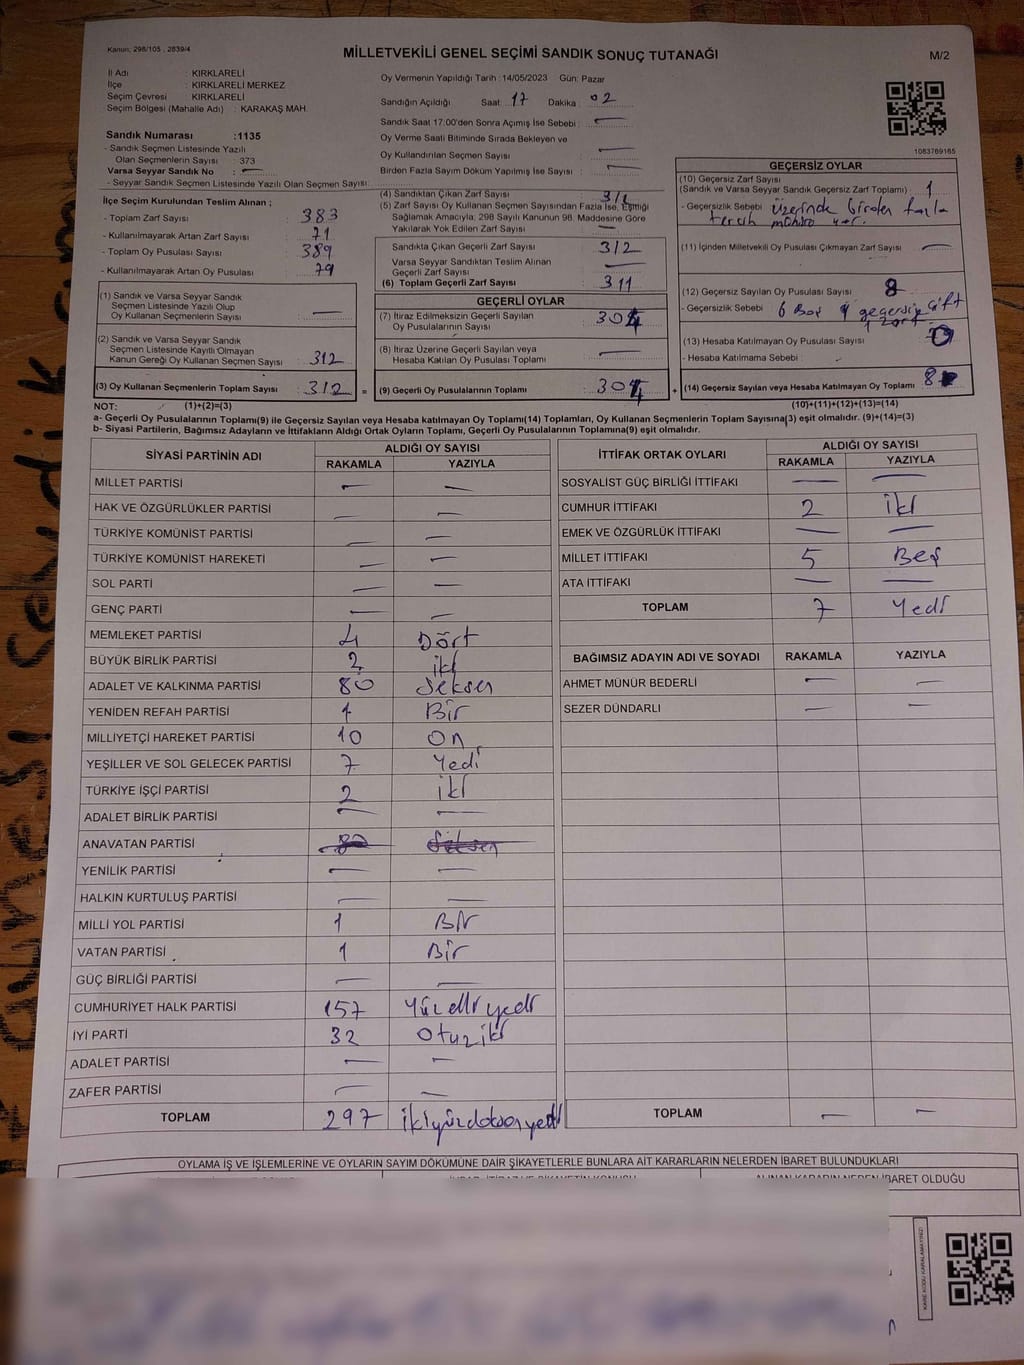 Kanun; 298/105 , 2839/4
MİLLETVEKİLİ GENEL SEÇİMİ SANDIK SONUÇ TUTANAĞI
M/2
İl Adı : KIRKLARELİ
İlçe : KIRKLARELİ MERKEZ
Seçim Çevresi : KIRKLARELİ
Seçim Bölgesi (Mahalle Adı) : KARAKAŞ MAH.
Sandık Numarası :1135
- Sandık Seçmen Listesinde Yazılı
Olan Seçmenlerin Sayısı : 373
Varsa Seyyar Sandık No : —
- Seyyar Sandık Seçmen Listesinde Yazılı Olan Seçmen Sayısı:
Oy Vermenin Yapıldığı Tarih : 14/05/2023 Gün: Pazar
Sandığın Açıldığı Saat 17 Dakika : 02
Sandık Saat 17:00'den Sonra Açımış İse Sebebi : —
Oy Verme Saati Bitiminde Sırada Bekleyen ve
Oy Kullandırılan Seçmen Sayısı —
Birden Fazla Sayım Döküm Yapılmış İse Sayısı : —
1083769165
İlçe Seçim Kurulundan Teslim Alınan ;
- Toplam Zarf Sayısı : 383
- Kullanılmayarak Artan Zarf Sayısı : 71
- Toplam Oy Pusulası Sayısı : 389
- Kullanılmayarak Artan Oy Pusulası : 79
(1) Sandık ve Varsa Seyyar Sandık
Seçmen Listesinde Yazılı Olup
Oy Kullanan Seçmenlerin Sayısı : —
(2) Sandık ve Varsa Seyyar Sandık
Seçmen Listesinde Kayıtlı Olmayan
Kanun Gereği Oy Kullanan Seçmen Sayısı : 312
(3) Oy Kullanan Seçmenlerin Toplam Sayısı : 312 =
(4) Sandıktan Çıkan Zarf Sayısı : 312
(5) Zarf Sayısı Oy Kullanan Seçmen Sayısından Fazla İse, Eşitliği
Sağlamak Amacıyla; 298 Sayılı Kanunun 98. Maddesine Göre
Yakılarak Yok Edilen Zarf Sayısı : —
Sandıkta Çıkan Geçerli Zarf Sayısı : 312
Varsa Seyyar Sandıktan Teslim Alınan
Geçerli Zarf Sayısı : —
(6) Toplam Geçerli Zarf Sayısı : 311
GEÇERLİ OYLAR
(7) İtiraz Edilmeksizin Geçerli Sayılan
Oy Pusulalarının Sayısı : 304
(8) İtiraz Üzerine Geçerli Sayılan veya
Hesaba Katılan Oy Pusulası Toplamı : —
(9) Geçerli Oy Pusulalarının Toplamı : 304 +
GEÇERSİZ OYLAR
(10) Geçersiz Zarf Sayısı
(Sandık ve Varsa Seyyar Sandık Geçersiz Zarf Toplamı) : 1
- Geçersizlik Sebebi : üzerinde birden fazla
tercih mührü var.
(11) İçinden Milletvekili Oy Pusulası Çıkmayan Zarf Sayısı : —
(12) Geçersiz Sayılan Oy Pusulası Sayısı : 8
- Geçersizlik Sebebi : 6 Boş 1 geçersiz çift
1 zarf
(13) Hesaba Katılmayan Oy Pusulası Sayısı :
- Hesaba Katılmama Sebebi :
(14) Geçersiz Sayılan veya Hesaba Katılmayan Oy Toplamı : 8
NOT: (1)+(2)=(3)
(10)+(11)+(12)+(13)=(14)
a- Geçerli Oy Pusulalarının Toplamı(9) ile Geçersiz Sayılan veya Hesaba katılmayan Oy Toplamı(14) Toplamları, Oy Kullanan Seçmenlerin Toplam Sayısına(3) eşit olmalıdır. (9)+(14)=(3)
b- Siyasi Partilerin, Bağımsız Adayların ve İttifakların Aldığı Ortak Oyların Toplamı, Geçerli Oy Pusulalarının Toplamına(9) eşit olmalıdır.
SİYASİ PARTİNİN ADI ALDIĞI OY SAYISI
RAKAMLA YAZIYLA
MİLLET PARTİSİ — —
HAK VE ÖZGÜRLÜKLER PARTİSİ — —
TÜRKİYE KOMÜNİST PARTİSİ — —
TÜRKİYE KOMÜNİST HAREKETİ — —
SOL PARTİ — —
GENÇ PARTİ — —
MEMLEKET PARTİSİ 4 Dört
BÜYÜK BİRLİK PARTİSİ 2 iki
ADALET VE KALKINMA PARTİSİ 80 Seksen
YENİDEN REFAH PARTİSİ 1 Bir
MİLLİYETÇİ HAREKET PARTİSİ 10 on
YEŞİLLER VE SOL GELECEK PARTİSİ 7 Yedi
TÜRKİYE İŞÇİ PARTİSİ 2 iki
ADALET BİRLİK PARTİSİ — —
ANAVATAN PARTİSİ 80 Seksen
YENİLİK PARTİSİ — —
HALKIN KURTULUŞ PARTİSİ — —
MİLLİ YOL PARTİSİ 1 Bir
VATAN PARTİSİ 1 Bir
GÜÇ BİRLİĞİ PARTİSİ — —
CUMHURİYET HALK PARTİSİ 157 Yüz elli yedi
İYİ PARTİ 32 Otuz iki
ADALET PARTİSİ — —
ZAFER PARTİSİ — —
TOPLAM 297 ikiyüzdoksanyedi
İTTİFAK ORTAK OYLARI ALDIĞI OY SAYISI
RAKAMLA YAZIYLA
SOSYALİST GÜÇ BİRLİĞİ İTTİFAKI — —
CUMHUR İTTİFAKI 2 iki
EMEK VE ÖZGÜRLÜK İTTİFAKI — —
MİLLET İTTİFAKI 5 Beş
ATA İTTİFAKI — —
TOPLAM 7 Yedi
BAĞIMSIZ ADAYIN ADI VE SOYADI RAKAMLA YAZIYLA
AHMET MÜNÜR BEDERLİ — —
SEZER DÜNDARLI — —
TOPLAM — —
OYLAMA İŞ VE İŞLEMLERİNE VE OYLARIN SAYIM DÖKÜMÜNE DAİR ŞİKAYETLERLE BUNLARA AİT KARARLARIN NELERDEN İBARET BULUNDUKLARI
ALINAN KARARIN NEDEN İBARET OLDUĞU
KARE KODU KARALAMAYINIZ!